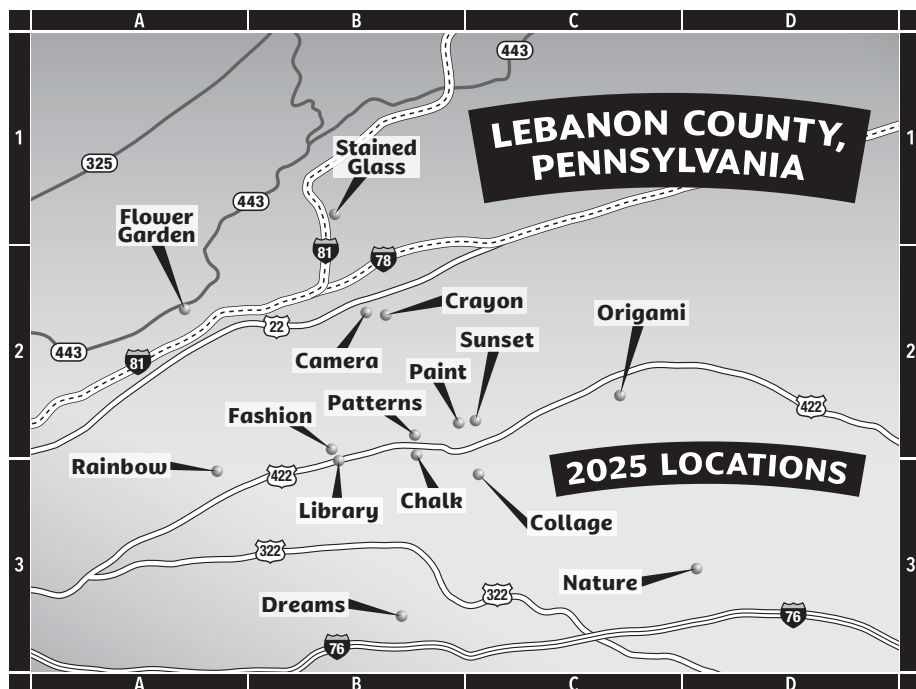 A B C D
443
1 1
LEBANON COUNTY,
PENNSYLVANIA
Stained
Glass
325
443
Flower
Garden
81
78
Crayon
Origami
22
Sunset
2 2
443
81
Camera
Paint
Patterns
422
Fashion
Rainbow
2025 LOCATIONS
422
Library
Chalk
Collage
322
3 3
Nature
322
Dreams
76
76
A B C D